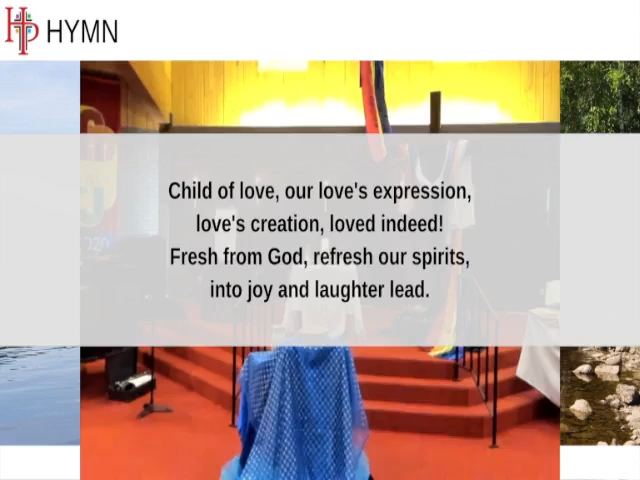 HYMN
Child of love, our love's expression,
love's creation, loved indeed!
Fresh from God, refresh our spirits,
into joy and laughter lead.